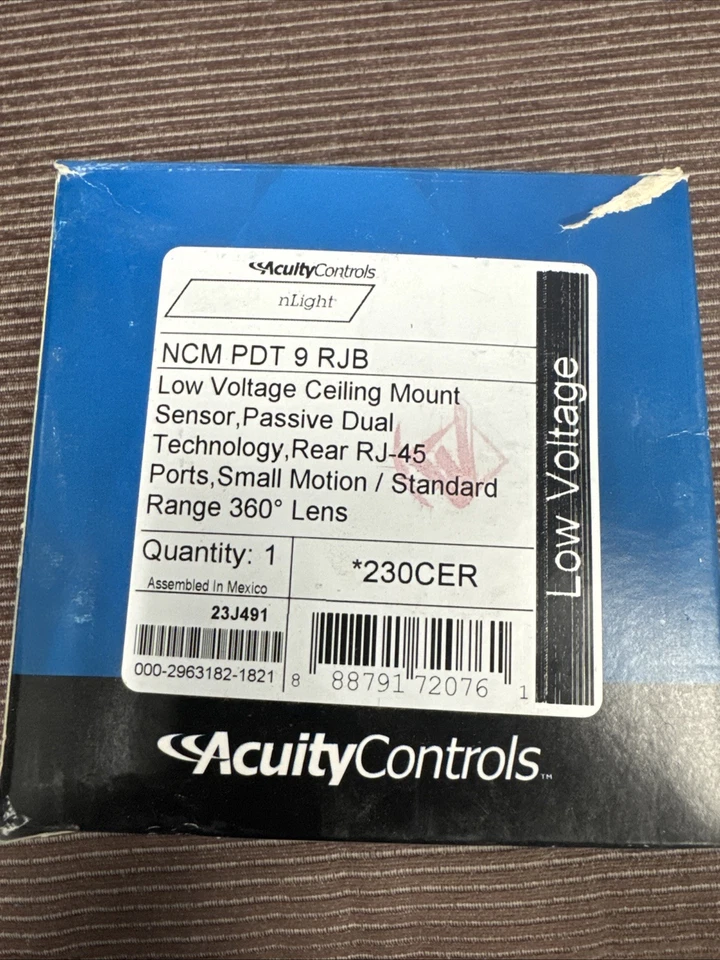 AcuityControls
nLight
NCM PDT 9 RJB
Low Voltage Ceiling Mount
Sensor,Passive Dual
Technology,Rear RJ-45
Ports,Small Motion / Standard
Range 360° Lens
Quantity: 1
Assembled In Mexico
*230CER
23J491
000-2963182-1821
8 88791 72076 1
Low Voltage
AcuityControls™